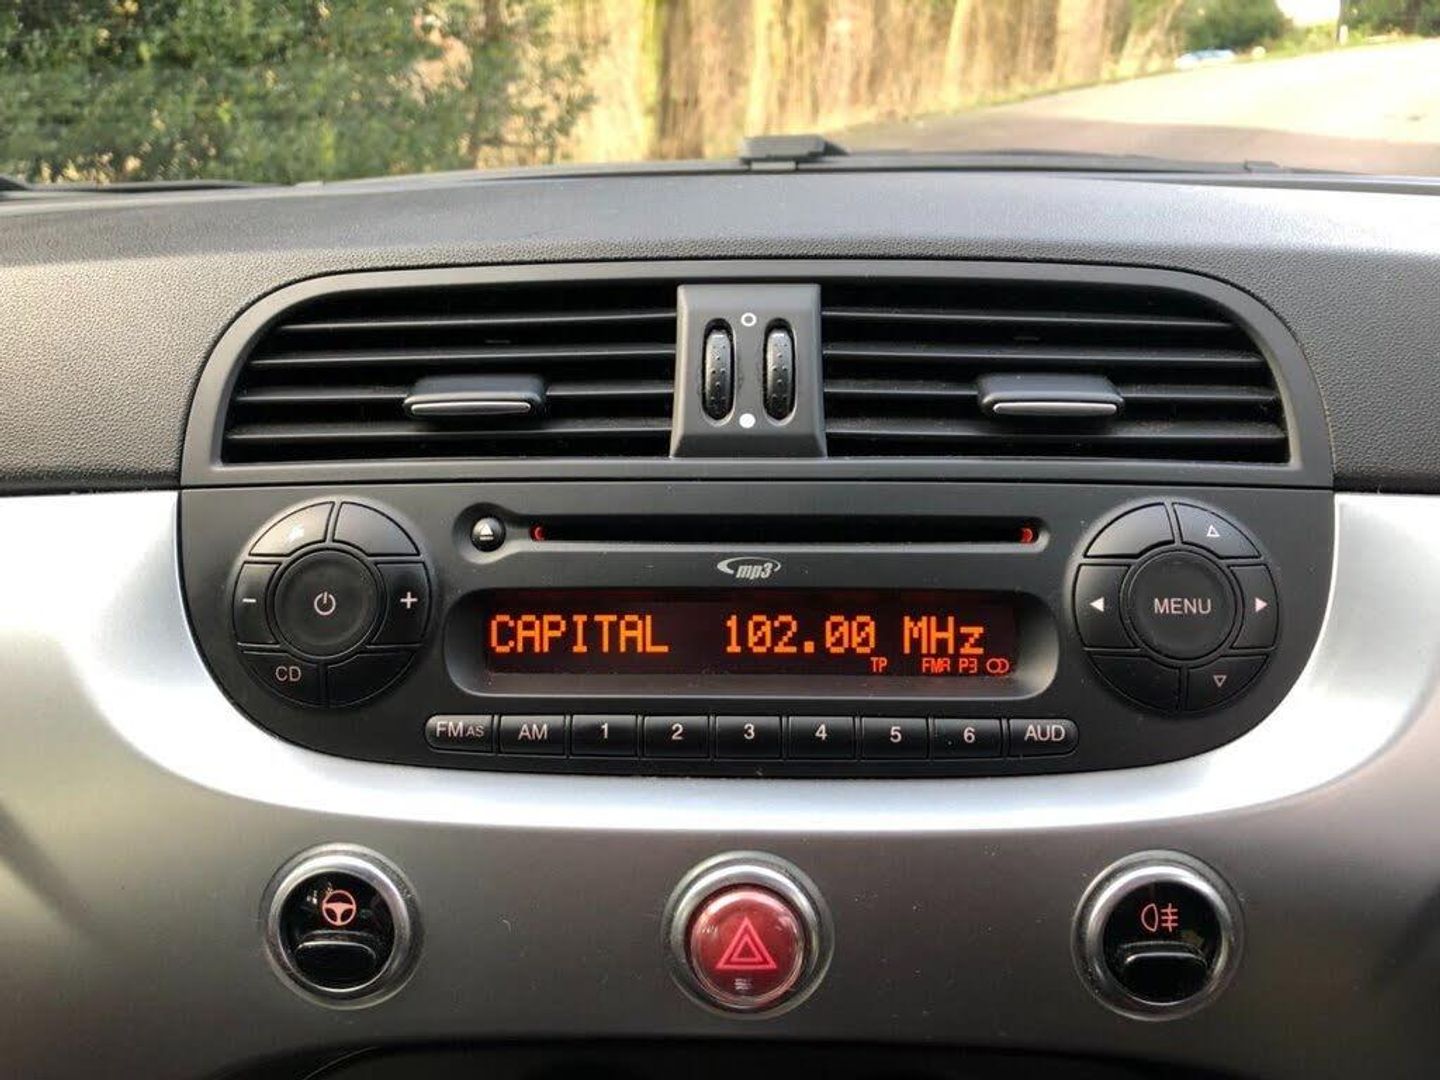 mp3
CAPITAL 102.00 MHz
TP FMA P3
- +
CD
MENU
FM AS AM 1 2 3 4 5 6 AUD